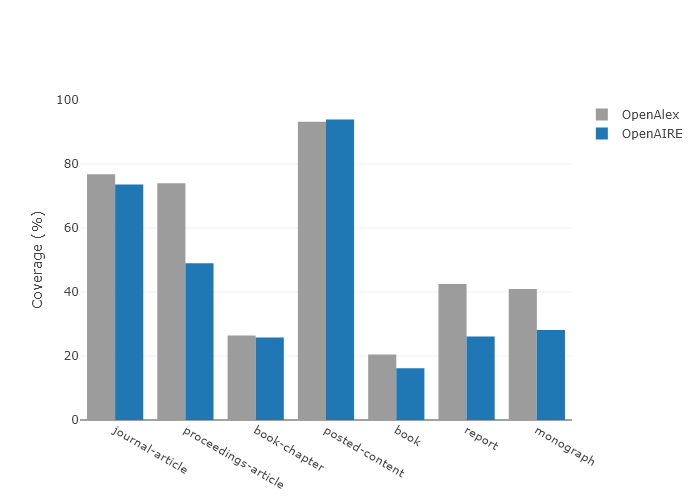 100
80
60
40
20
0
Coverage (%)
journal-article
proceedings-article
book-chapter
posted-content
book
report
monograph
OpenAlex
OpenAIRE